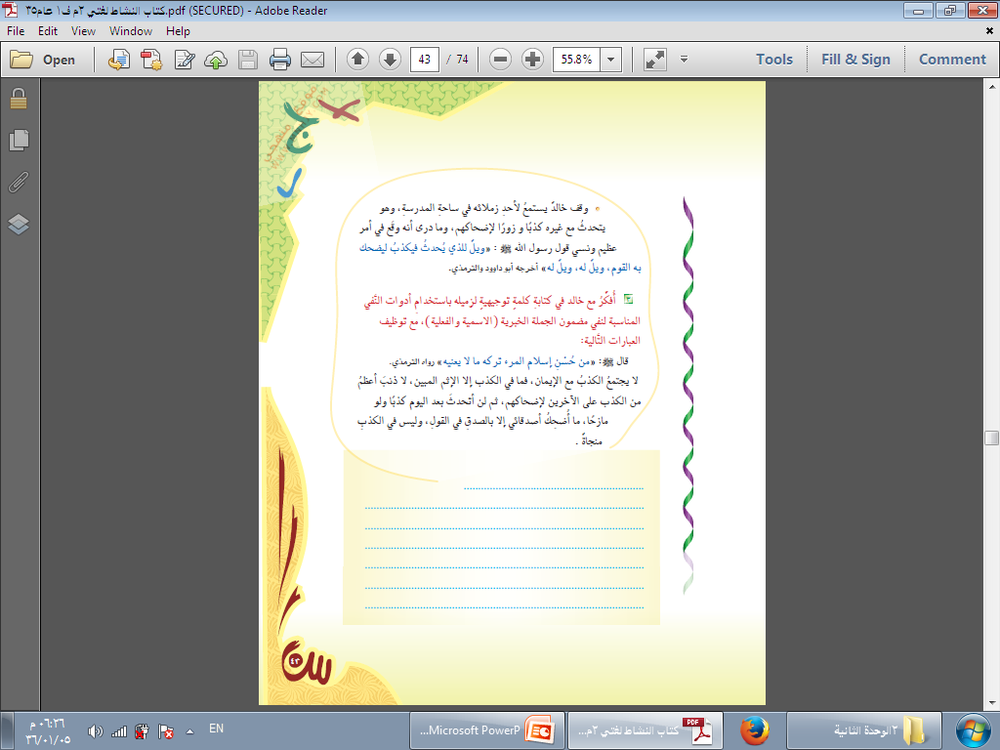 كتاب النشاط لغتي ٢م ف١ عام٣٥.pdf (SECURED) - Adobe Reader
File Edit View Window Help
Open 43 / 74 55.8% Tools Fill & Sign Comment
وقف خالدٌ يستمعُ لأحدِ زملائه في ساحةِ المدرسةِ، وهو
يتحدثُ مع غيره كذبًا و زورًا لإضحاكهم، وما درى أنه وقَع في أمر
عظيم ونسي قول رسول الله ﷺ : «ويلٌ للذي يُحدثُ فيكذبُ ليضحك
به القوم، ويلٌ له، ويلٌ له» أخرجه أبو داوود والترمذي.
أُفكِّرُ مع خالد في كتابةِ كلمةٍ توجيهيةٍ لزميله باستخدامِ أدوات النَّفي
المناسبة لنفي مضمون الجملة الخبرية (الاسمية والفعلية)، مع توظيف
العبارات التَّالية:
قال ﷺ: «من حُسْنِ إسلام المرء تركه ما لا يعنيه» رواه الترمذي.
لا يجتمعُ الكذبُ مع الإيمان، فما في الكذب إلا الإثم المبين، لا ذنبَ أعظمُ
من الكذب على الآخرين لإضحاكهم، ثم لن أتحدثَ بعد اليوم كذبًا ولو
مازحًا، ما أُضحِكُ أصدقائي إلا بالصدقِ في القولِ، وليس في الكذبِ
منجاةٌ .
٤٣
٠٦:٢٦ م
٣٦/٠١/٠٥
EN
Microsoft PowerP...
كتاب النشاط لغتي ٢م...
PDF
٢الوحدة الثانية